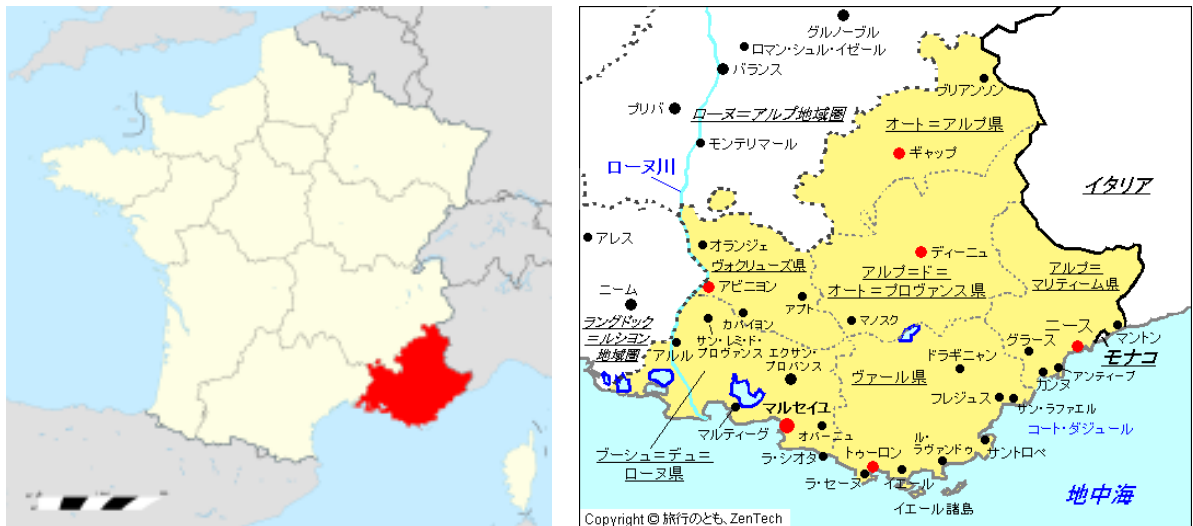 グルノーブル
ロマン・シュル・イゼール
バランス
ブリアンソン
プリバ
ローヌ=アルプ地域圏
オート=アルプ県
モンテリマール
ギャップ
ローヌ川
イタリア
アレス
オランジェ
ディーニュ
ヴォクリューズ県
アルプ=ド=
オート=プロヴァンス県
アルプ=
マリティーム県
アビニヨン
ニーム
アプト
カバイヨン
マノスク
ニース
マントン
ラングドック
=ルシヨン
地域圏
サン・レミ・ド・
プロヴァンス
アルル
エクサン・
プロバンス
ドラギニャン
グラース
モナコ
アンティーブ
カンヌ
ヴァール県
フレジュス
サン・ラファエル
コート・ダジュール
マルセイユ
マルティーグ
オバーニュ
ル・
ラヴァンドゥ
サントロペ
ブーシュ=デュ=
ローヌ県
ラ・シオタ
トゥーロン
ラ・セーヌ
イエール
イエール諸島
地中海
Copyright © 旅行のとも、ZenTech